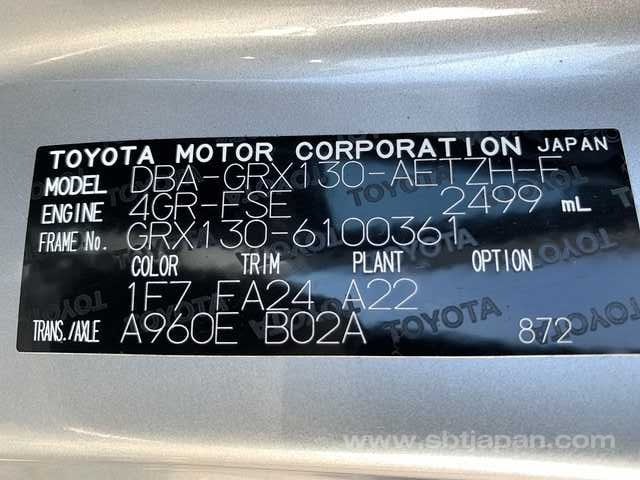 TOYOTA MOTOR CORPORATION JAPAN
MODEL DBA-GRX130-AETZH-F
ENGINE 4GR-FSE 2499 mL
FRAME No. GRX130-6100361
COLOR TRIM PLANT OPTION
1F7 FA24 A22
TRANS./AXLE A960E B02A 872
www.sbtjapan.com